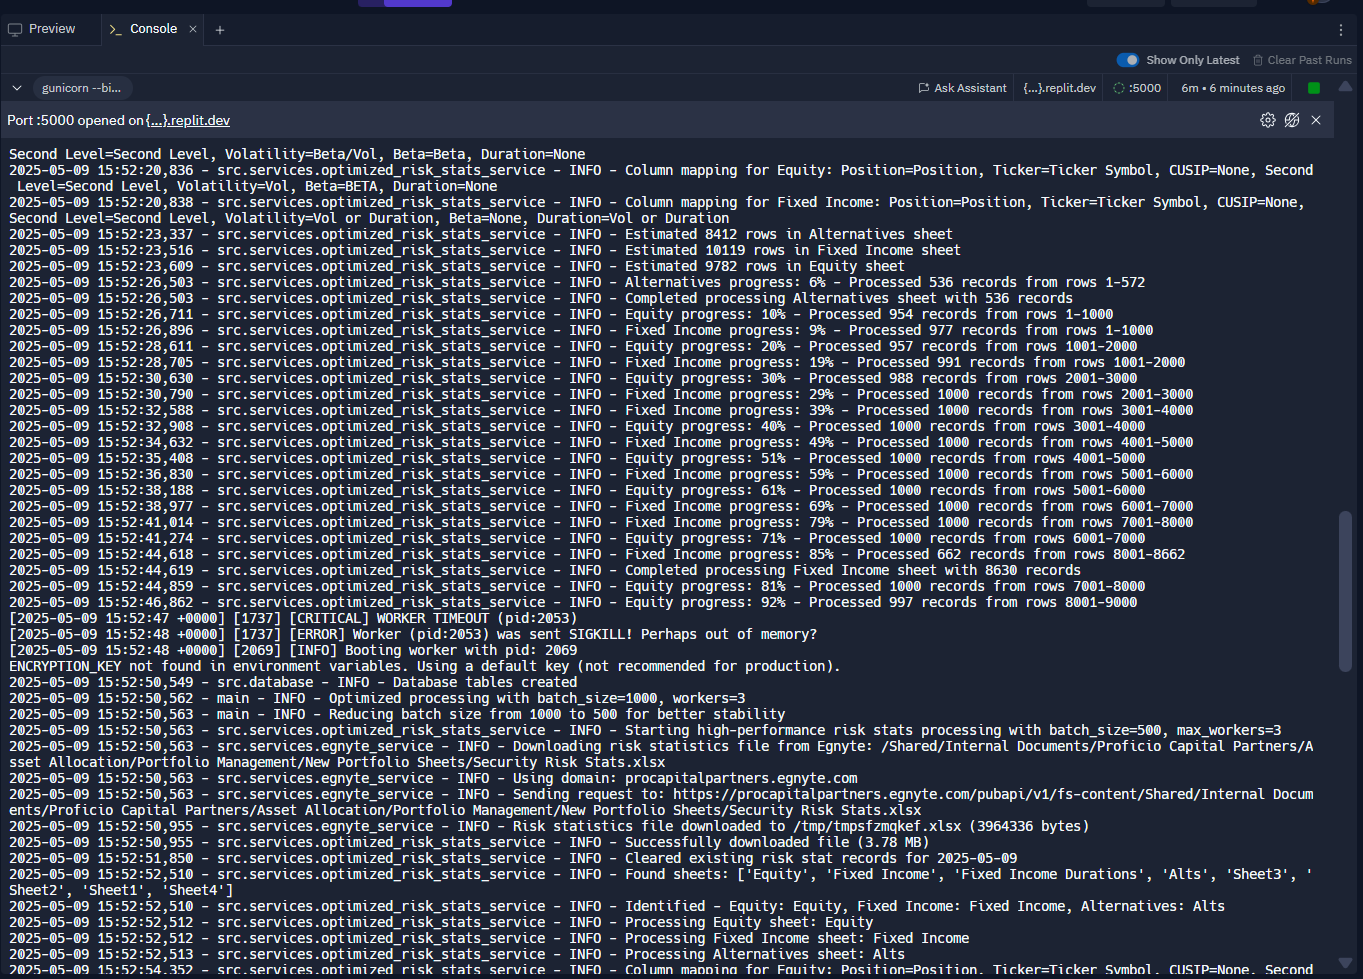 Preview
Console
Show Only Latest
Clear Past Runs
gunicorn --bi...
Ask Assistant
{...}.replit.dev
:5000
6m • 6 minutes ago
Port :5000 opened on {...}.replit.dev
Second Level=Second Level, Volatility=Beta/Vol, Beta=Beta, Duration=None
2025-05-09 15:52:20,836 - src.services.optimized_risk_stats_service - INFO - Column mapping for Equity: Position=Position, Ticker=Ticker Symbol, CUSIP=None, Second
Level=Second Level, Volatility=Vol, Beta=BETA, Duration=None
2025-05-09 15:52:20,838 - src.services.optimized_risk_stats_service - INFO - Column mapping for Fixed Income: Position=Position, Ticker=Ticker Symbol, CUSIP=None,
Second Level=Second Level, Volatility=Vol or Duration, Beta=None, Duration=Vol or Duration
2025-05-09 15:52:23,337 - src.services.optimized_risk_stats_service - INFO - Estimated 8412 rows in Alternatives sheet
2025-05-09 15:52:23,516 - src.services.optimized_risk_stats_service - INFO - Estimated 10119 rows in Fixed Income sheet
2025-05-09 15:52:23,609 - src.services.optimized_risk_stats_service - INFO - Estimated 9782 rows in Equity sheet
2025-05-09 15:52:26,503 - src.services.optimized_risk_stats_service - INFO - Alternatives progress: 6% - Processed 536 records from rows 1-572
2025-05-09 15:52:26,503 - src.services.optimized_risk_stats_service - INFO - Completed processing Alternatives sheet with 536 records
2025-05-09 15:52:26,711 - src.services.optimized_risk_stats_service - INFO - Equity progress: 10% - Processed 954 records from rows 1-1000
2025-05-09 15:52:26,896 - src.services.optimized_risk_stats_service - INFO - Fixed Income progress: 9% - Processed 977 records from rows 1-1000
2025-05-09 15:52:28,611 - src.services.optimized_risk_stats_service - INFO - Equity progress: 20% - Processed 957 records from rows 1001-2000
2025-05-09 15:52:28,705 - src.services.optimized_risk_stats_service - INFO - Fixed Income progress: 19% - Processed 991 records from rows 1001-2000
2025-05-09 15:52:30,630 - src.services.optimized_risk_stats_service - INFO - Equity progress: 30% - Processed 988 records from rows 2001-3000
2025-05-09 15:52:30,790 - src.services.optimized_risk_stats_service - INFO - Fixed Income progress: 29% - Processed 1000 records from rows 2001-3000
2025-05-09 15:52:32,588 - src.services.optimized_risk_stats_service - INFO - Fixed Income progress: 39% - Processed 1000 records from rows 3001-4000
2025-05-09 15:52:32,908 - src.services.optimized_risk_stats_service - INFO - Equity progress: 40% - Processed 1000 records from rows 3001-4000
2025-05-09 15:52:34,632 - src.services.optimized_risk_stats_service - INFO - Fixed Income progress: 49% - Processed 1000 records from rows 4001-5000
2025-05-09 15:52:35,408 - src.services.optimized_risk_stats_service - INFO - Equity progress: 51% - Processed 1000 records from rows 4001-5000
2025-05-09 15:52:36,830 - src.services.optimized_risk_stats_service - INFO - Fixed Income progress: 59% - Processed 1000 records from rows 5001-6000
2025-05-09 15:52:38,188 - src.services.optimized_risk_stats_service - INFO - Equity progress: 61% - Processed 1000 records from rows 5001-6000
2025-05-09 15:52:38,977 - src.services.optimized_risk_stats_service - INFO - Fixed Income progress: 69% - Processed 1000 records from rows 6001-7000
2025-05-09 15:52:41,014 - src.services.optimized_risk_stats_service - INFO - Fixed Income progress: 79% - Processed 1000 records from rows 7001-8000
2025-05-09 15:52:41,274 - src.services.optimized_risk_stats_service - INFO - Equity progress: 71% - Processed 1000 records from rows 6001-7000
2025-05-09 15:52:44,618 - src.services.optimized_risk_stats_service - INFO - Fixed Income progress: 85% - Processed 662 records from rows 8001-8662
2025-05-09 15:52:44,619 - src.services.optimized_risk_stats_service - INFO - Completed processing Fixed Income sheet with 8630 records
2025-05-09 15:52:44,859 - src.services.optimized_risk_stats_service - INFO - Equity progress: 81% - Processed 1000 records from rows 7001-8000
2025-05-09 15:52:46,862 - src.services.optimized_risk_stats_service - INFO - Equity progress: 92% - Processed 997 records from rows 8001-9000
[2025-05-09 15:52:47 +0000] [1737] [CRITICAL] WORKER TIMEOUT (pid:2053)
[2025-05-09 15:52:48 +0000] [1737] [ERROR] Worker (pid:2053) was sent SIGKILL! Perhaps out of memory?
[2025-05-09 15:52:48 +0000] [2069] [INFO] Booting worker with pid: 2069
ENCRYPTION_KEY not found in environment variables. Using a default key (not recommended for production).
2025-05-09 15:52:50,549 - src.database - INFO - Database tables created
2025-05-09 15:52:50,562 - main - INFO - Optimized processing with batch_size=1000, workers=3
2025-05-09 15:52:50,563 - main - INFO - Reducing batch size from 1000 to 500 for better stability
2025-05-09 15:52:50,563 - src.services.optimized_risk_stats_service - INFO - Starting high-performance risk stats processing with batch_size=500, max_workers=3
2025-05-09 15:52:50,563 - src.services.egnyte_service - INFO - Downloading risk statistics file from Egnyte: /Shared/Internal Documents/Proficio Capital Partners/A
sset Allocation/Portfolio Management/New Portfolio Sheets/Security Risk Stats.xlsx
2025-05-09 15:52:50,563 - src.services.egnyte_service - INFO - Using domain: procapitalpartners.egnyte.com
2025-05-09 15:52:50,563 - src.services.egnyte_service - INFO - Sending request to: https://procapitalpartners.egnyte.com/pubapi/v1/fs-content/Shared/Internal Docum
ents/Proficio Capital Partners/Asset Allocation/Portfolio Management/New Portfolio Sheets/Security Risk Stats.xlsx
2025-05-09 15:52:50,955 - src.services.egnyte_service - INFO - Risk statistics file downloaded to /tmp/tmpsfzmqkef.xlsx (3964336 bytes)
2025-05-09 15:52:50,955 - src.services.optimized_risk_stats_service - INFO - Successfully downloaded file (3.78 MB)
2025-05-09 15:52:51,850 - src.services.optimized_risk_stats_service - INFO - Cleared existing risk stat records for 2025-05-09
2025-05-09 15:52:52,510 - src.services.optimized_risk_stats_service - INFO - Found sheets: ['Equity', 'Fixed Income', 'Fixed Income Durations', 'Alts', 'Sheet3', '
Sheet2', 'Sheet1', 'Sheet4']
2025-05-09 15:52:52,510 - src.services.optimized_risk_stats_service - INFO - Identified - Equity: Equity, Fixed Income: Fixed Income, Alternatives: Alts
2025-05-09 15:52:52,512 - src.services.optimized_risk_stats_service - INFO - Processing Equity sheet: Equity
2025-05-09 15:52:52,512 - src.services.optimized_risk_stats_service - INFO - Processing Fixed Income sheet: Fixed Income
2025-05-09 15:52:52,513 - src.services.optimized_risk_stats_service - INFO - Processing Alternatives sheet: Alts
2025-05-09 15:52:54,352 - src.services.optimized_risk_stats_service - INFO - Column mapping for Equity: Position=Position, Ticker=Ticker Symbol, CUSIP=None, Second